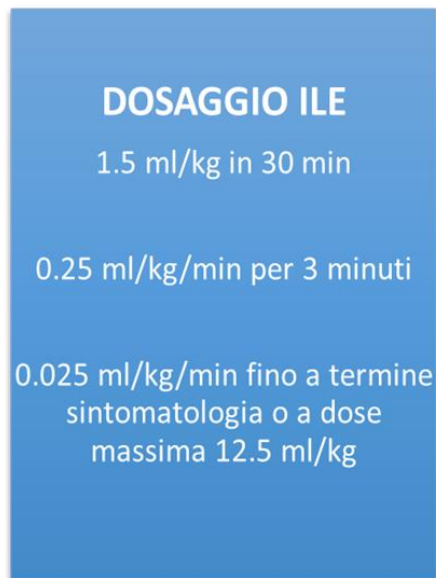 DOSAGGIO ILE
1.5 ml/kg in 30 min
0.25 ml/kg/min per 3 minuti
0.025 ml/kg/min fino a termine
sintomatologia o a dose
massima 12.5 ml/kg